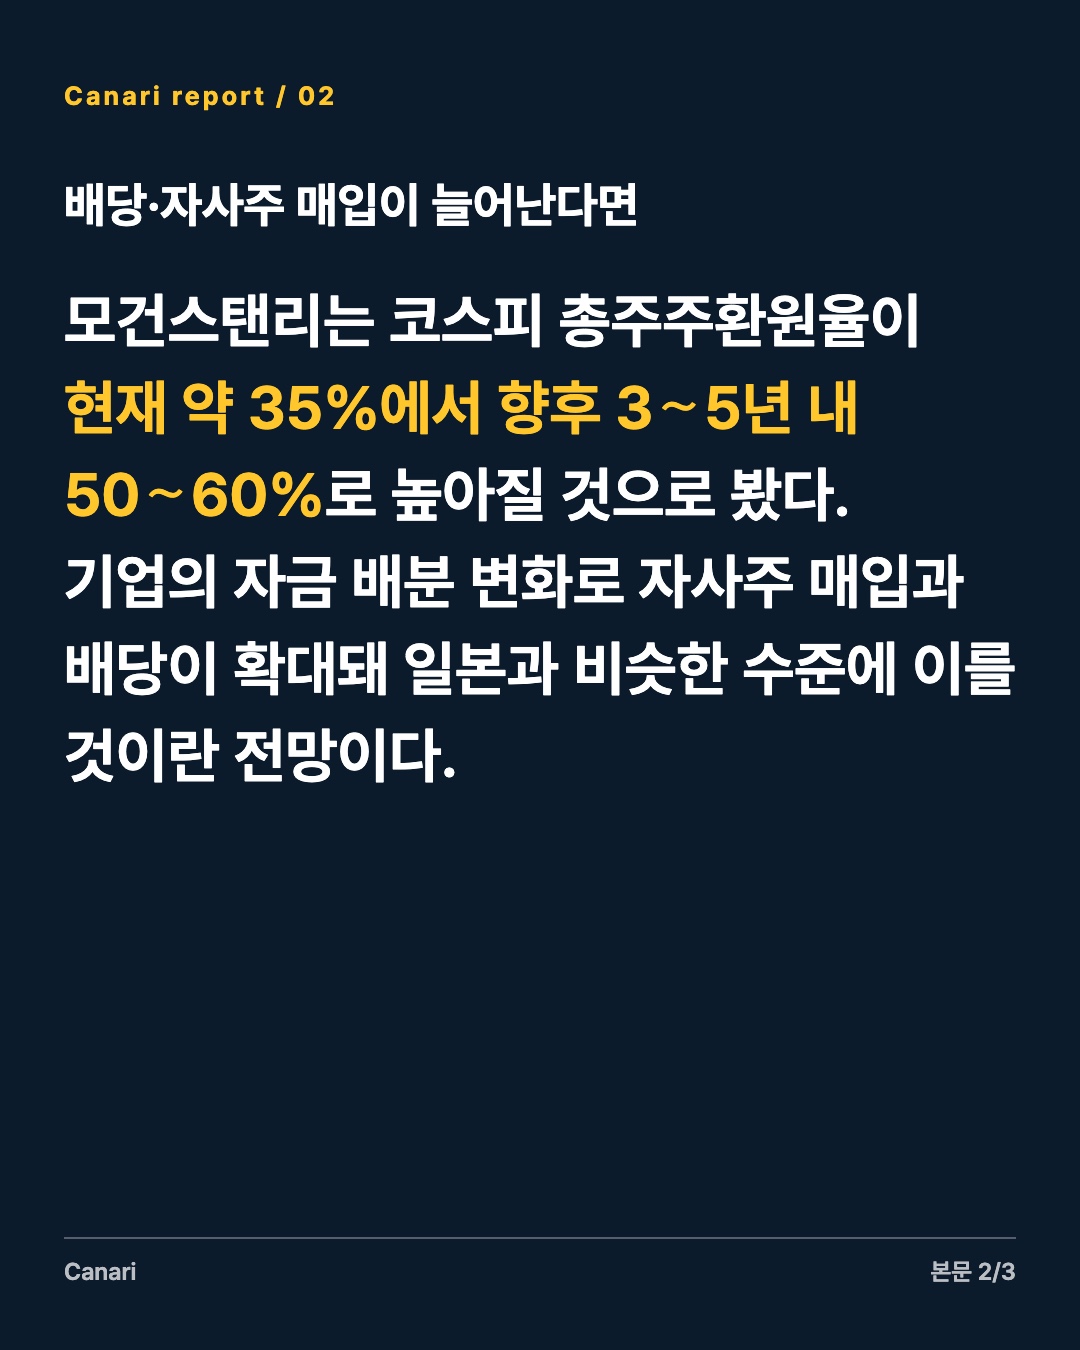 Canari report / 02
배당·자사주 매입이 늘어난다면
모건스탠리는 코스피 총주주환원율이
현재 약 35%에서 향후 3~5년 내
50~60%로 높아질 것으로 봤다.
기업의 자금 배분 변화로 자사주 매입과
배당이 확대돼 일본과 비슷한 수준에 이를
것이란 전망이다.
Canari
본문 2/3